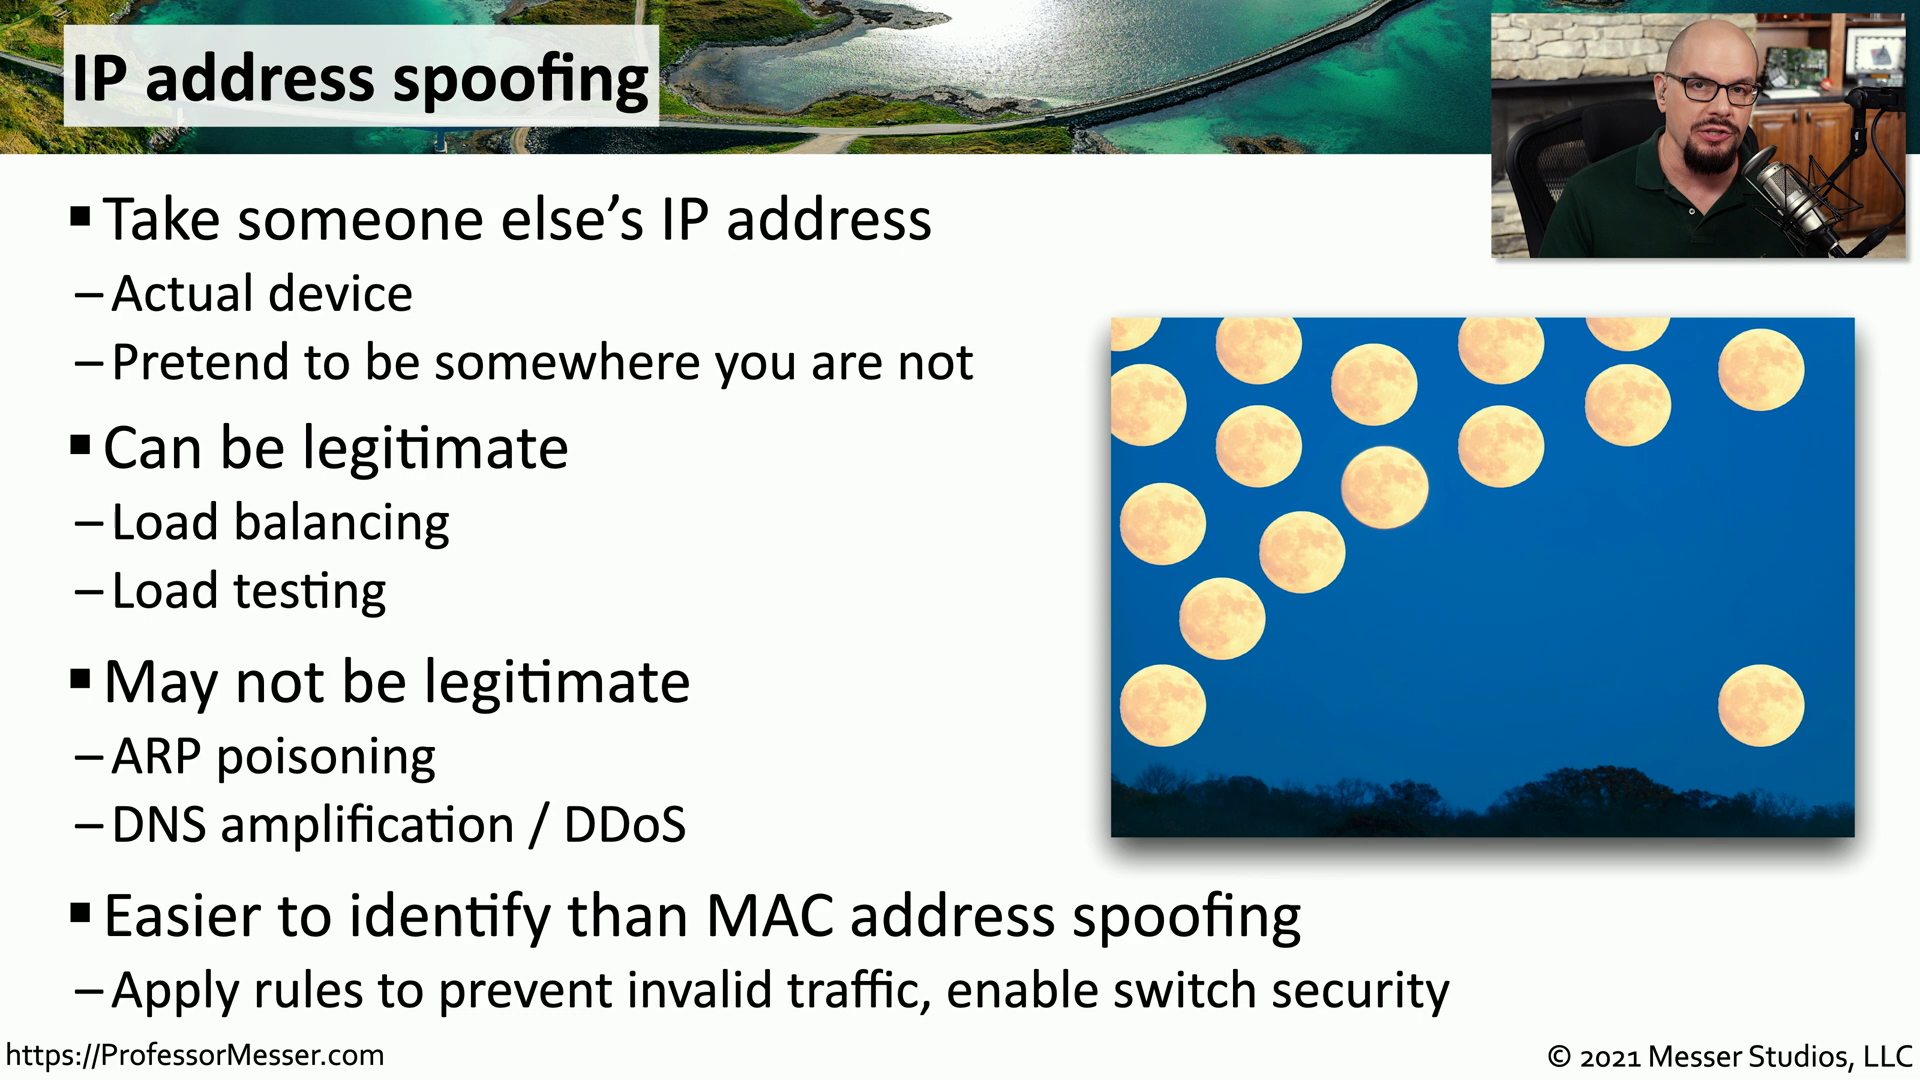 IP address spoofing
▪ Take someone else’s IP address
– Actual device
– Pretend to be somewhere you are not
▪ Can be legitimate
– Load balancing
– Load testing
▪ May not be legitimate
– ARP poisoning
– DNS amplification / DDoS
▪ Easier to identify than MAC address spoofing
– Apply rules to prevent invalid traffic, enable switch security
https://ProfessorMesser.com
© 2021 Messer Studios, LLC